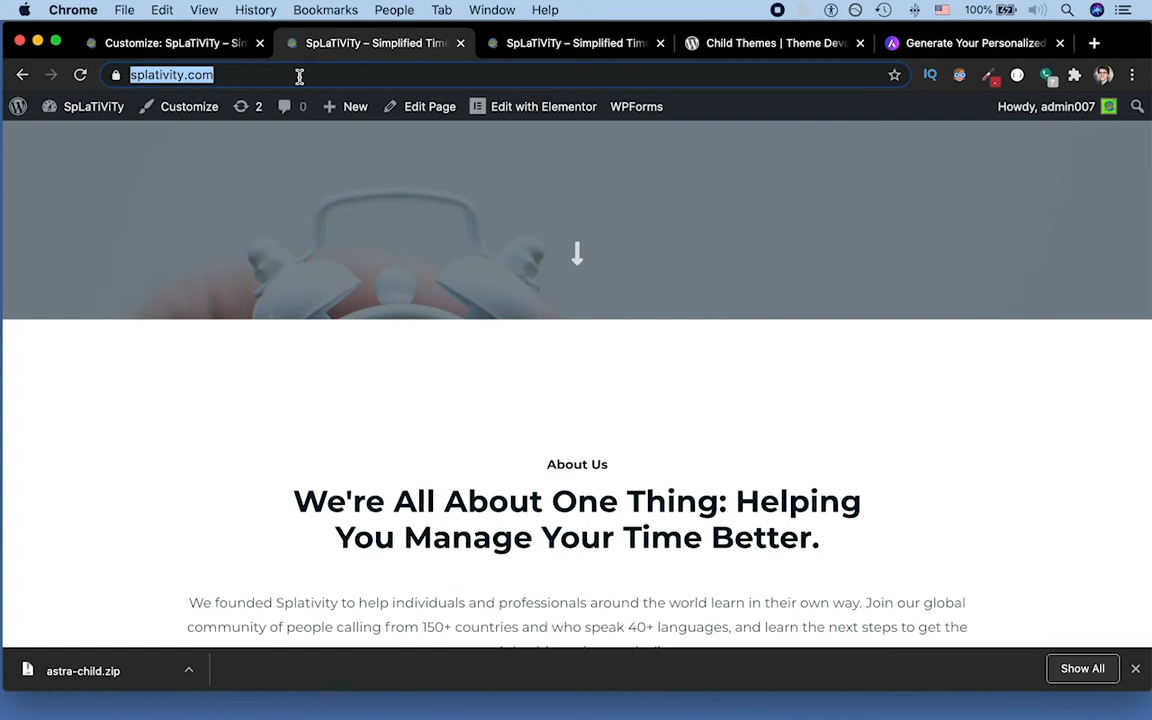 Chrome File Edit View History Bookmarks People Tab Window Help 100%
Customize: SpLaTiViTy – Sim
SpLaTiViTy – Simplified Time
SpLaTiViTy – Simplified Time
Child Themes | Theme Deve
Generate Your Personalized
splativity.com
IQ
7
SpLaTiViTy Customize 2 0 New Edit Page Edit with Elementor WPForms Howdy, admin007
About Us
We're All About One Thing: Helping
You Manage Your Time Better.
We founded Splativity to help individuals and professionals around the world learn in their own way. Join our global
community of people calling from 150+ countries and who speak 40+ languages, and learn the next steps to get the
astra-child.zip
Show All